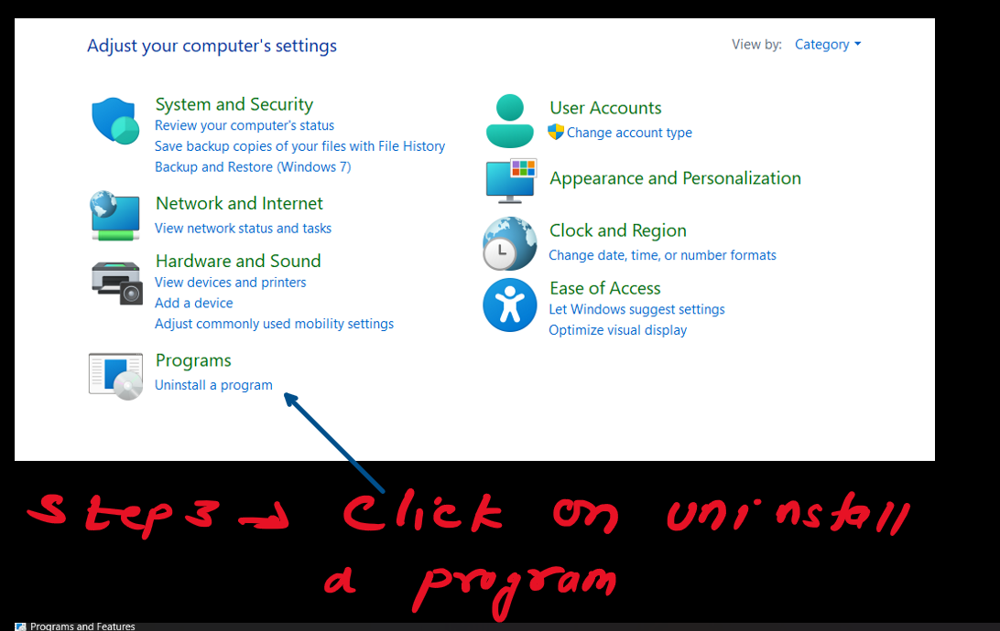 Adjust your computer's settings
View by: Category
System and Security
Review your computer's status
Save backup copies of your files with File History
Backup and Restore (Windows 7)
Network and Internet
View network status and tasks
Hardware and Sound
View devices and printers
Add a device
Adjust commonly used mobility settings
Programs
Uninstall a program
User Accounts
Change account type
Appearance and Personalization
Clock and Region
Change date, time, or number formats
Ease of Access
Let Windows suggest settings
Optimize visual display
Step 3 → Click on uninstall
a program
Programs and Features